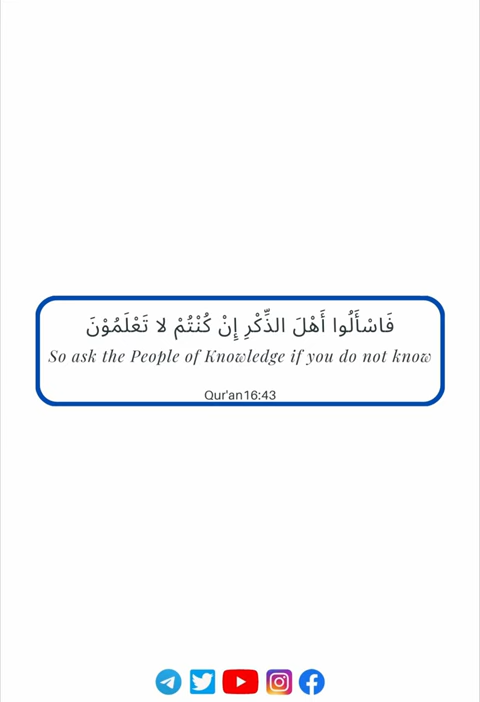 فَاسْأَلُوا أَهْلَ الذِّكْرِ إِنْ كُنْتُمْ لا تَعْلَمُوْنَ
So ask the People of Knowledge if you do not know
Qur'an16:43